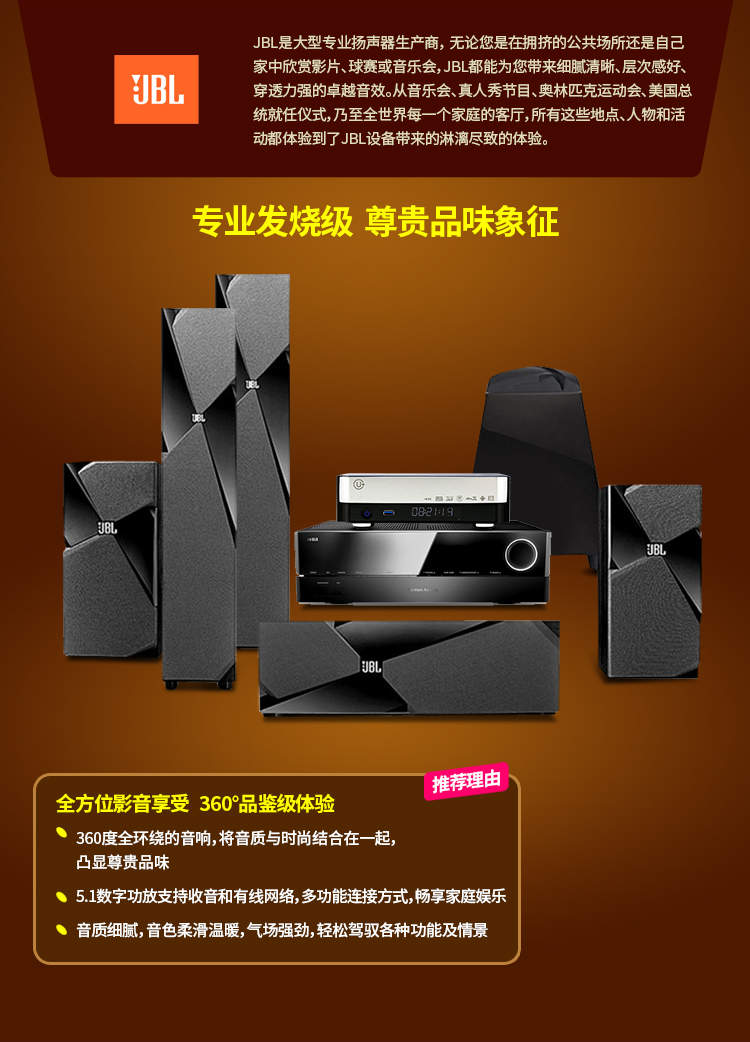 JBL是大型专业扬声器生产商，无论您是在拥挤的公共场所还是自己
家中欣赏影片、球赛或音乐会，JBL都能为您带来细腻清晰、层次感好、
穿透力强的卓越音效。从音乐会、真人秀节目、奥林匹克运动会、美国总
统就任仪式，乃至全世界每一个家庭的客厅，所有这些地点、人物和活
动都体验到了JBL设备带来的淋漓尽致的体验。
JBL
专业发烧级 尊贵品味象征
JBL
JBL
JBL
08:21:19
JBL
JBL
推荐理由
全方位影音享受 360°品鉴级体验
360度全环绕的音响，将音质与时尚结合在一起，
凸显尊贵品味
5.1数字功放支持收音和有线网络，多功能连接方式，畅享家庭娱乐
音质细腻，音色柔滑温暖，气场强劲，轻松驾驭各种功能及情景